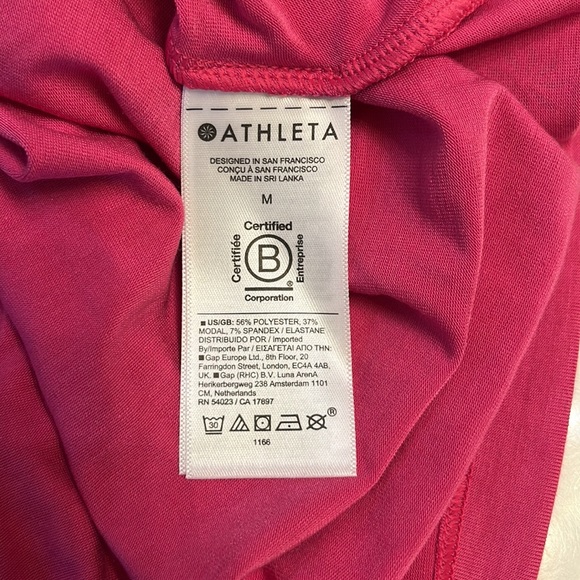 ATHLETA
DESIGNED IN SAN FRANCISCO
CONÇU À SAN FRANCISCO
MADE IN SRI LANKA
M
Certified
Certifiée
B
Entreprise
Corporation
■ US/GB: 56% POLYESTER, 37%
MODAL, 7% SPANDEX / ELASTANE
DISTRIBUIDO POR / Imported
By/Importe Par / ΕΙΣΑΓΕΤΑΙ ΑΠΟ ΤΗΝ:
■ Gap Europe Ltd., 8th Floor, 20
Farringdon Street, London, EC4A 4AB,
UK. ■ Gap (RHC) B.V. Luna ArenA
Herikerbergweg 238 Amsterdam 1101
CM, Netherlands
RN 54023 / CA 17897
30 ®
1166